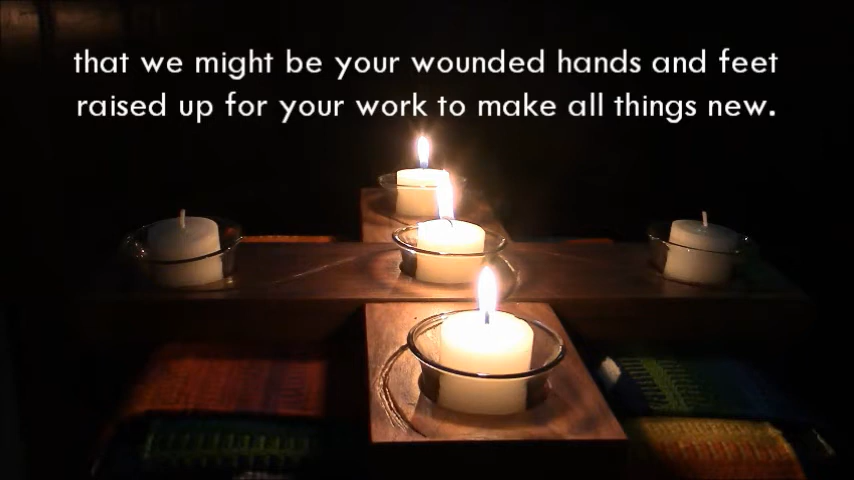 that we might be your wounded hands and feet
raised up for your work to make all things new.